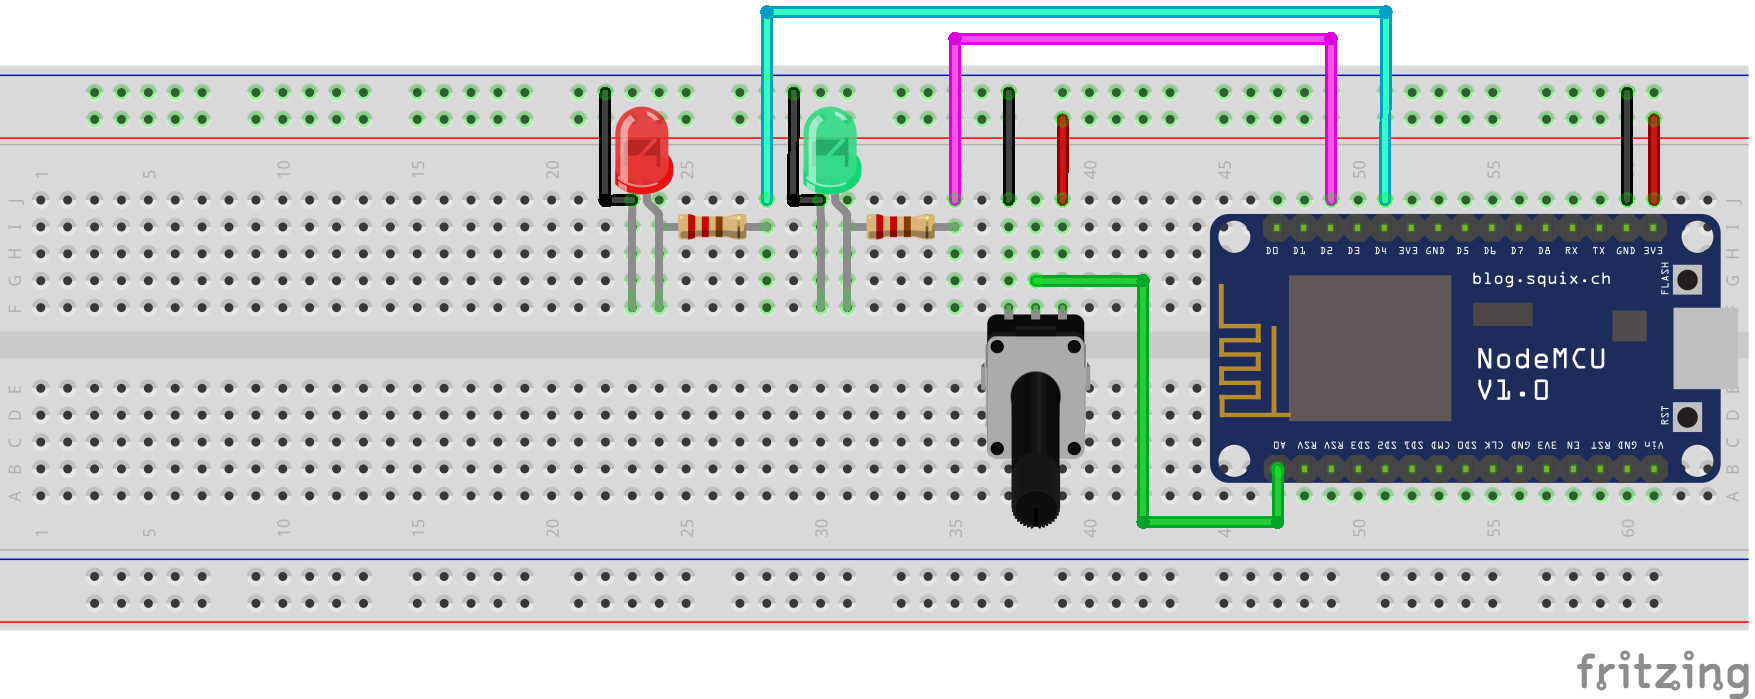 1 5 10 15 20 25 30 35 40 45 50 55 60
J J
I I
H H
G G
F
D0 D1 D2 D3 D4 3V3 GND D5 D6 D7 D8 RX TX GND 3V3
blog.squix.ch
FLASH
NodeMCU
V1.0
RST
A0 RSV RSV SD3 SD2 SD1 CMD SD0 CLK GND 3V3 EN RST GND Vin
E
D D
C C
B B
A A
1 5 10 15 20 25 30 35 40 45 50 55 60
fritzing